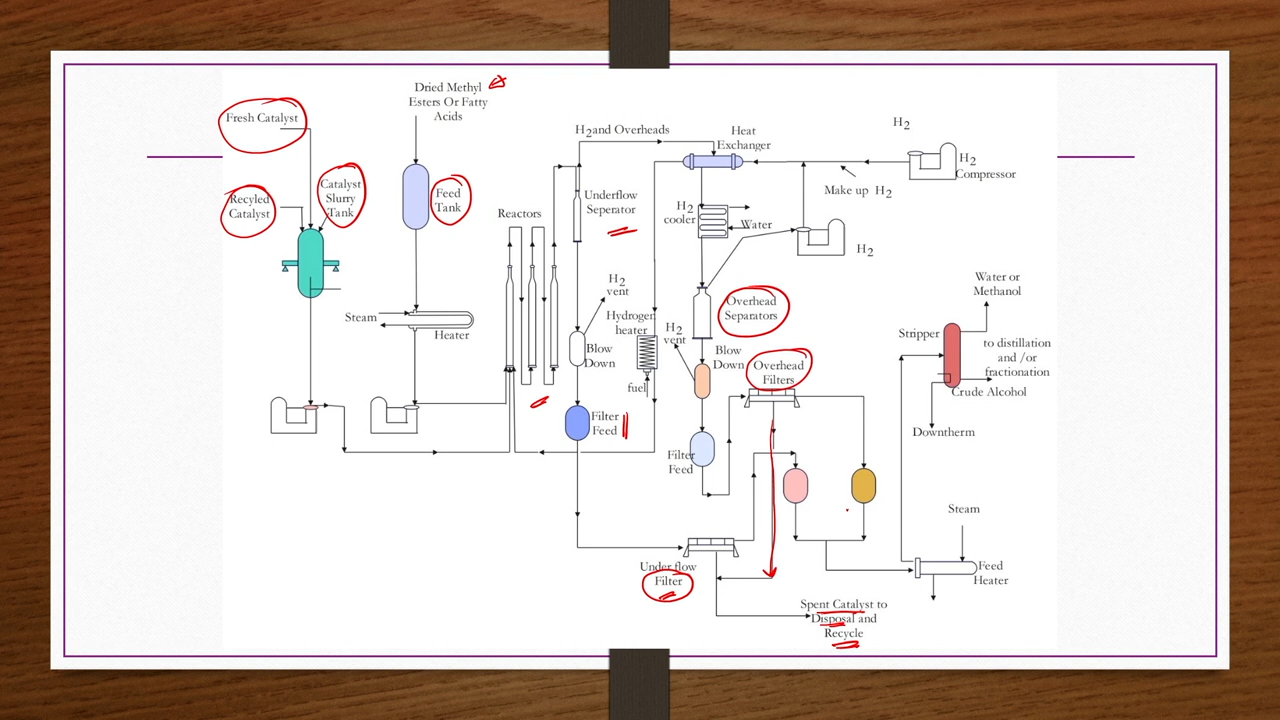 Dried Methyl
Esters Or Fatty
Acids
Fresh Catalyst
Recyled
Catalyst
Catalyst
Slurry
Tank
Feed
Tank
Steam
Heater
Reactors
H2and Overheads
Underflow
Seperator
H2
vent
Blow
Down
Filter
Feed
Hydrogen
heater
fuel
Heat
Exchanger
H2
cooler
Water
Make up H2
H2
H2
Compressor
H2
Overhead
Separators
H2
vent
Blow
Down
Overhead
Filters
Filter
Feed
Under flow
Filter
Spent Catalyst to
Disposal and
Recycle
Water or
Methanol
Stripper
to distillation
and /or
fractionation
Crude Alcohol
Downtherm
Steam
Feed
Heater